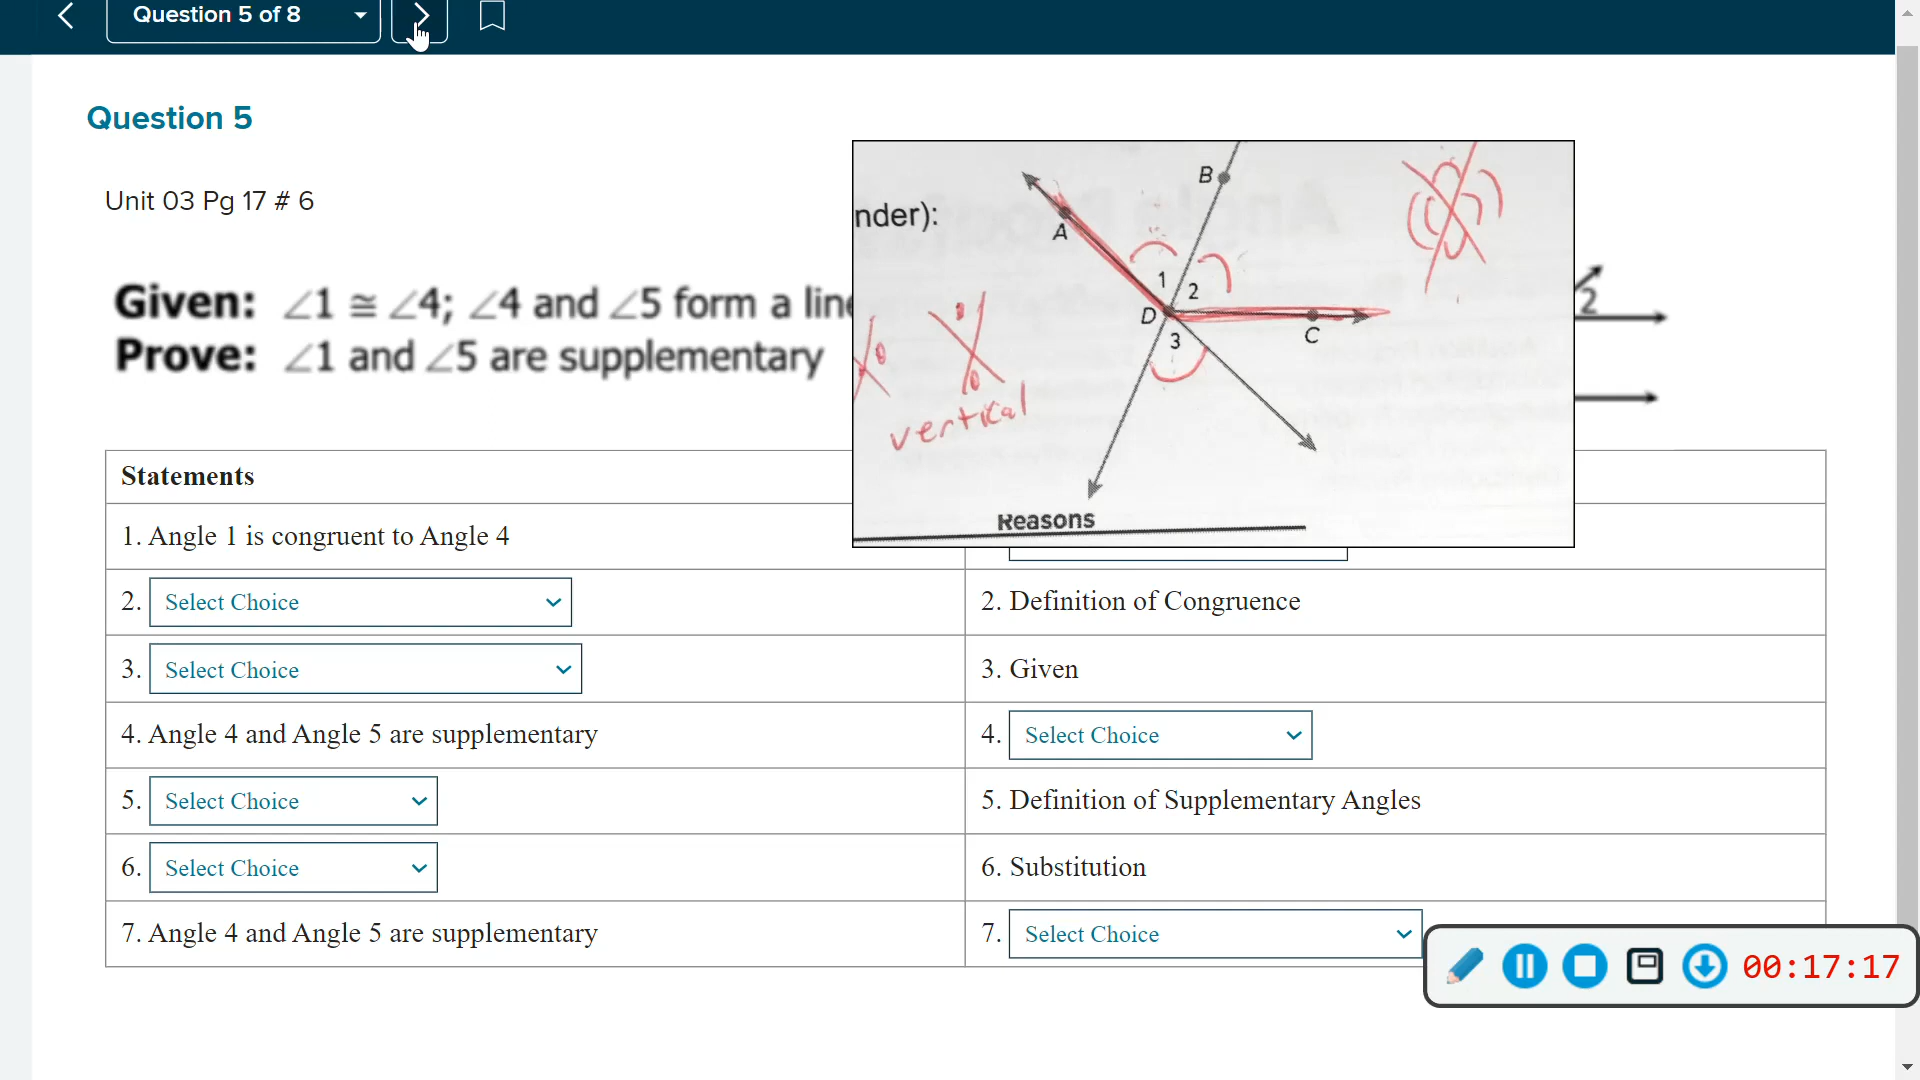 Question 5 of 8
Question 5
Unit 03 Pg 17 # 6
Given: ∠1 ≅ ∠4; ∠4 and ∠5 form a line
Prove: ∠1 and ∠5 are supplementary
nder):
A
B
1
2
D
C
3
vertical
Reasons
2
Statements
1. Angle 1 is congruent to Angle 4
2. Select Choice
2. Definition of Congruence
3. Select Choice
3. Given
4. Angle 4 and Angle 5 are supplementary
4. Select Choice
5. Select Choice
5. Definition of Supplementary Angles
6. Select Choice
6. Substitution
7. Angle 4 and Angle 5 are supplementary
7. Select Choice
00:17:17